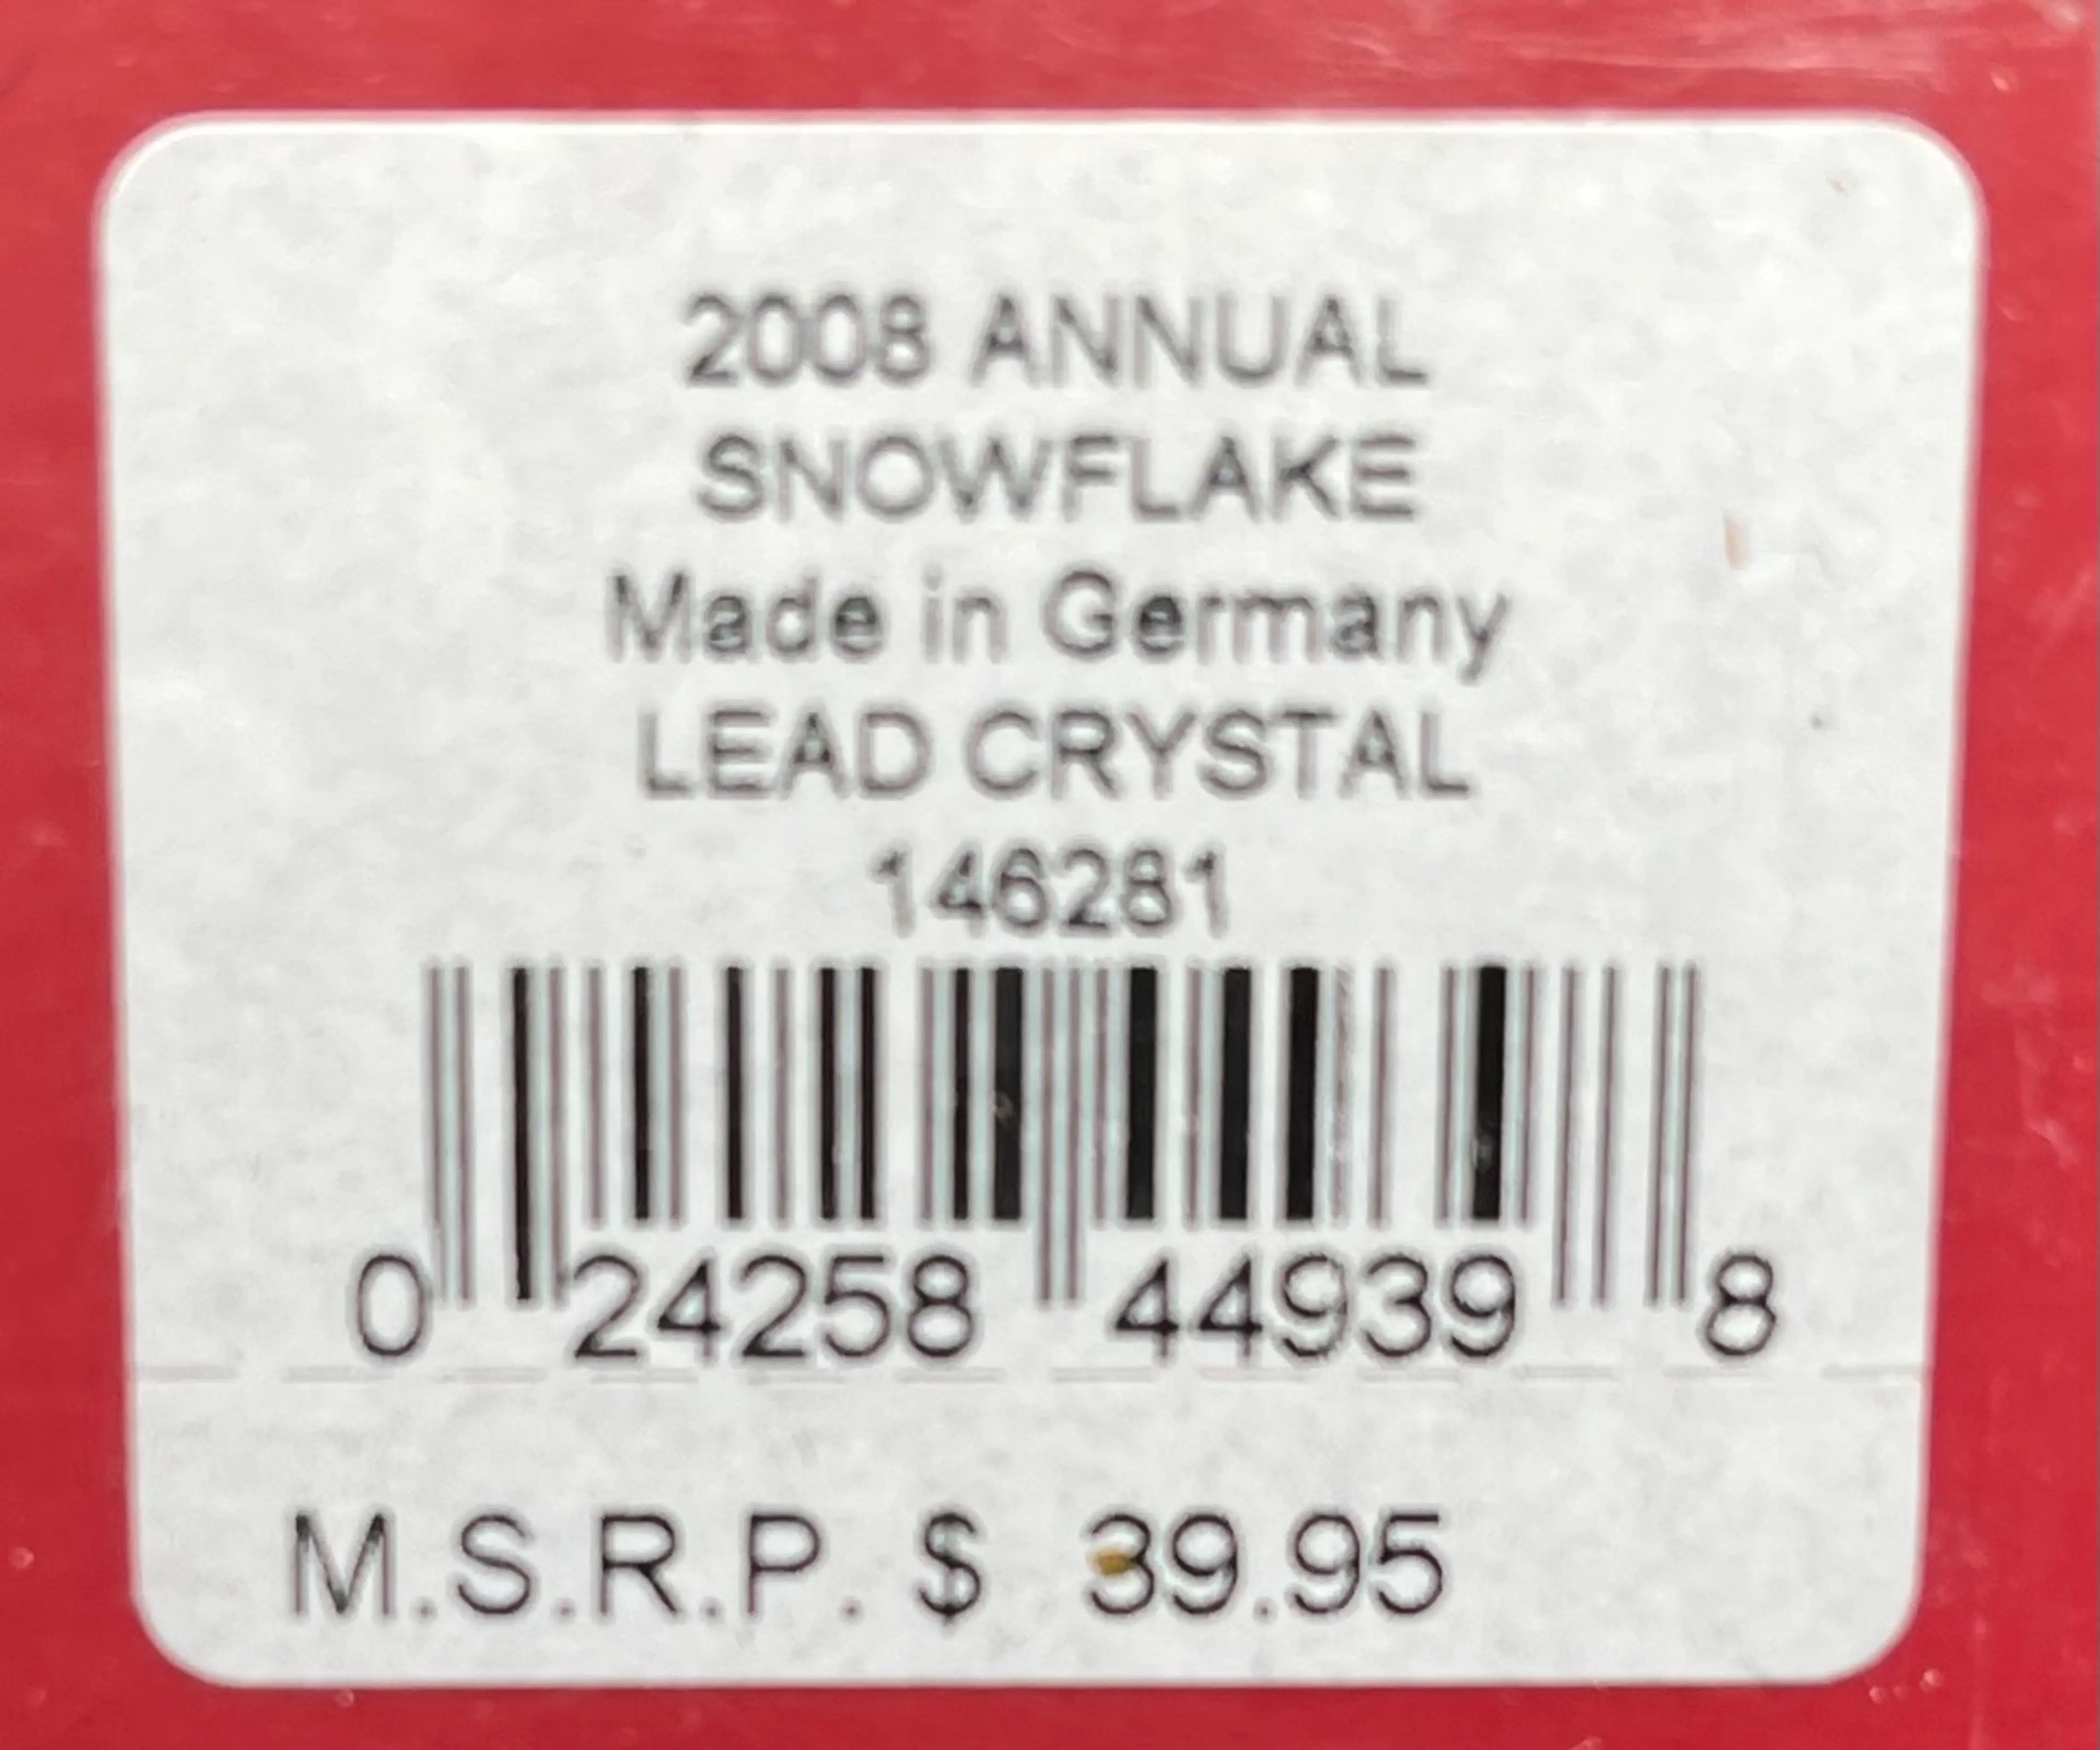 2008 ANNUAL
SNOWFLAKE
Made in Germany
LEAD CRYSTAL
146281
0 24258 44939 8
M.S.R.P. $ 39.95